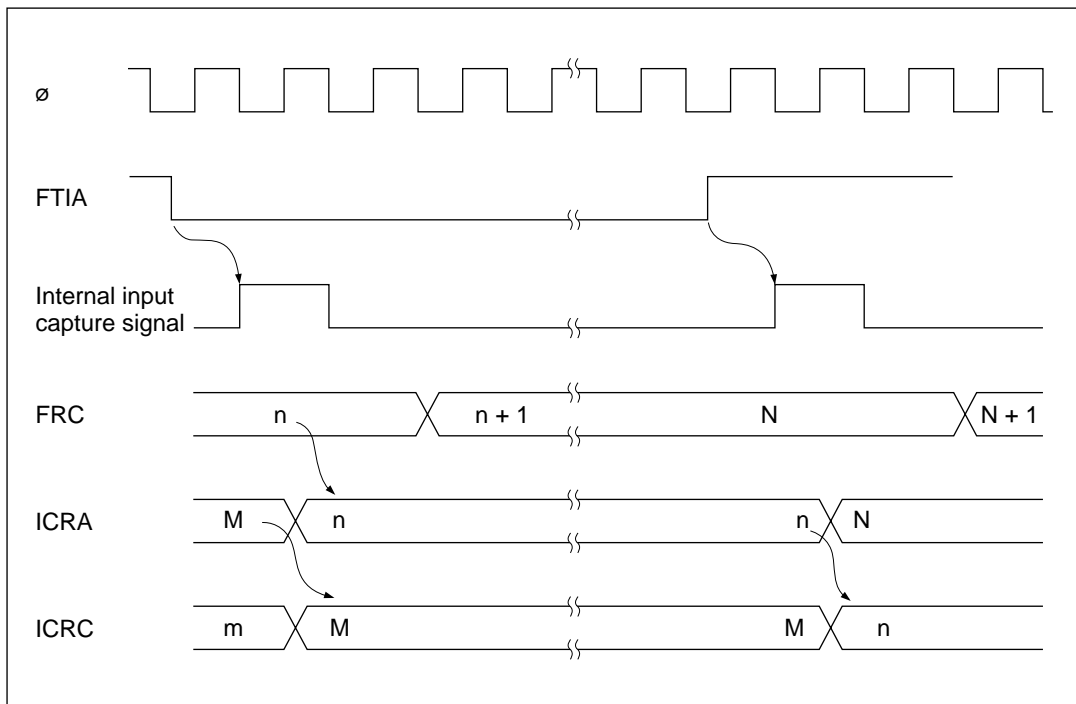 ø
FTIA
Internal input
capture signal
FRC
n
n + 1
N
N + 1
ICRA
M
n
n
N
ICRC
m
M
M
n